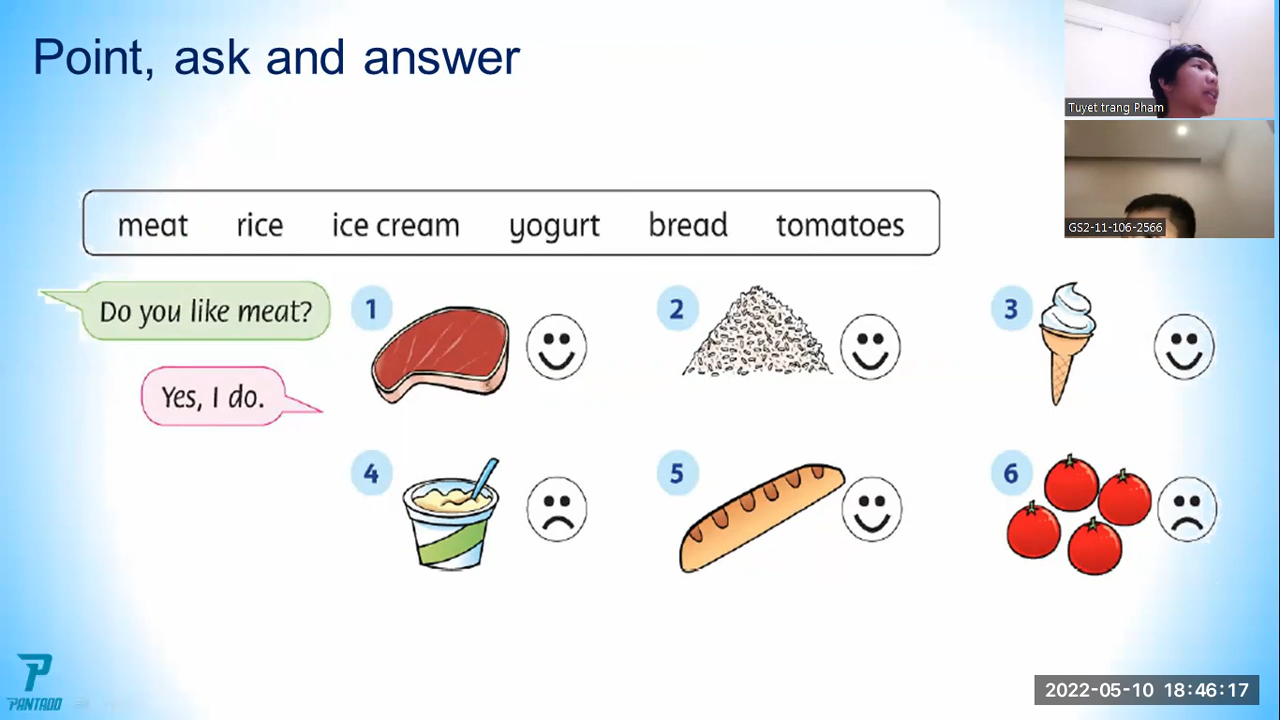 Point, ask and answer
Tuyet trang Pham
GS2-11-106-2566
meat rice ice cream yogurt bread tomatoes
Do you like meat?
Yes, I do.
1
2
3
4
5
6
PANTADO
2022-05-10 18:46:17